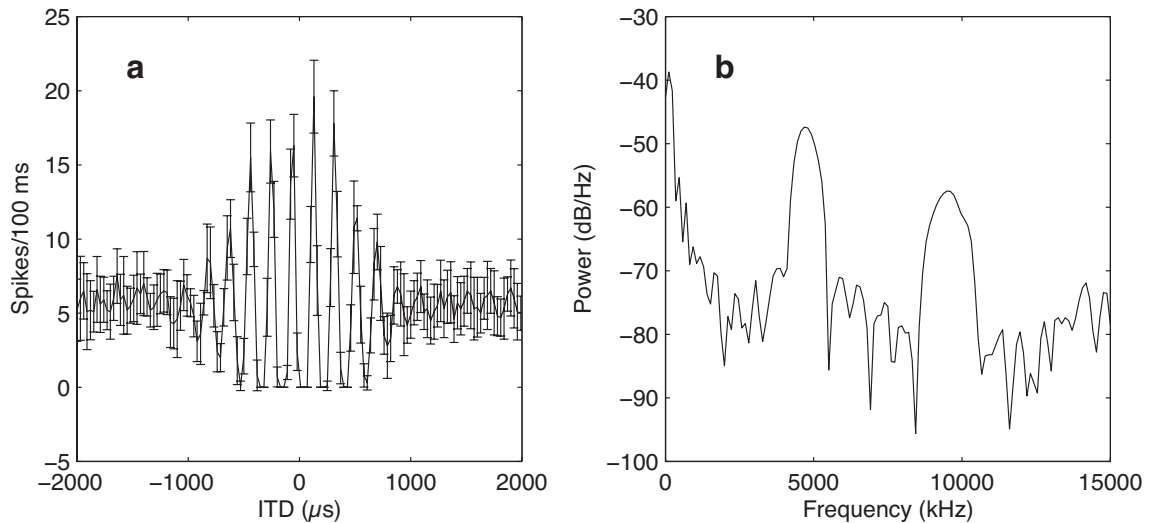 a
25
20
15
10
5
0
−5
Spikes/100 ms
−2000 −1000 0 1000 2000
ITD (µs)
b
−30
−40
−50
−60
−70
−80
−90
−100
Power (dB/Hz)
0 5000 10000 15000
Frequency (kHz)